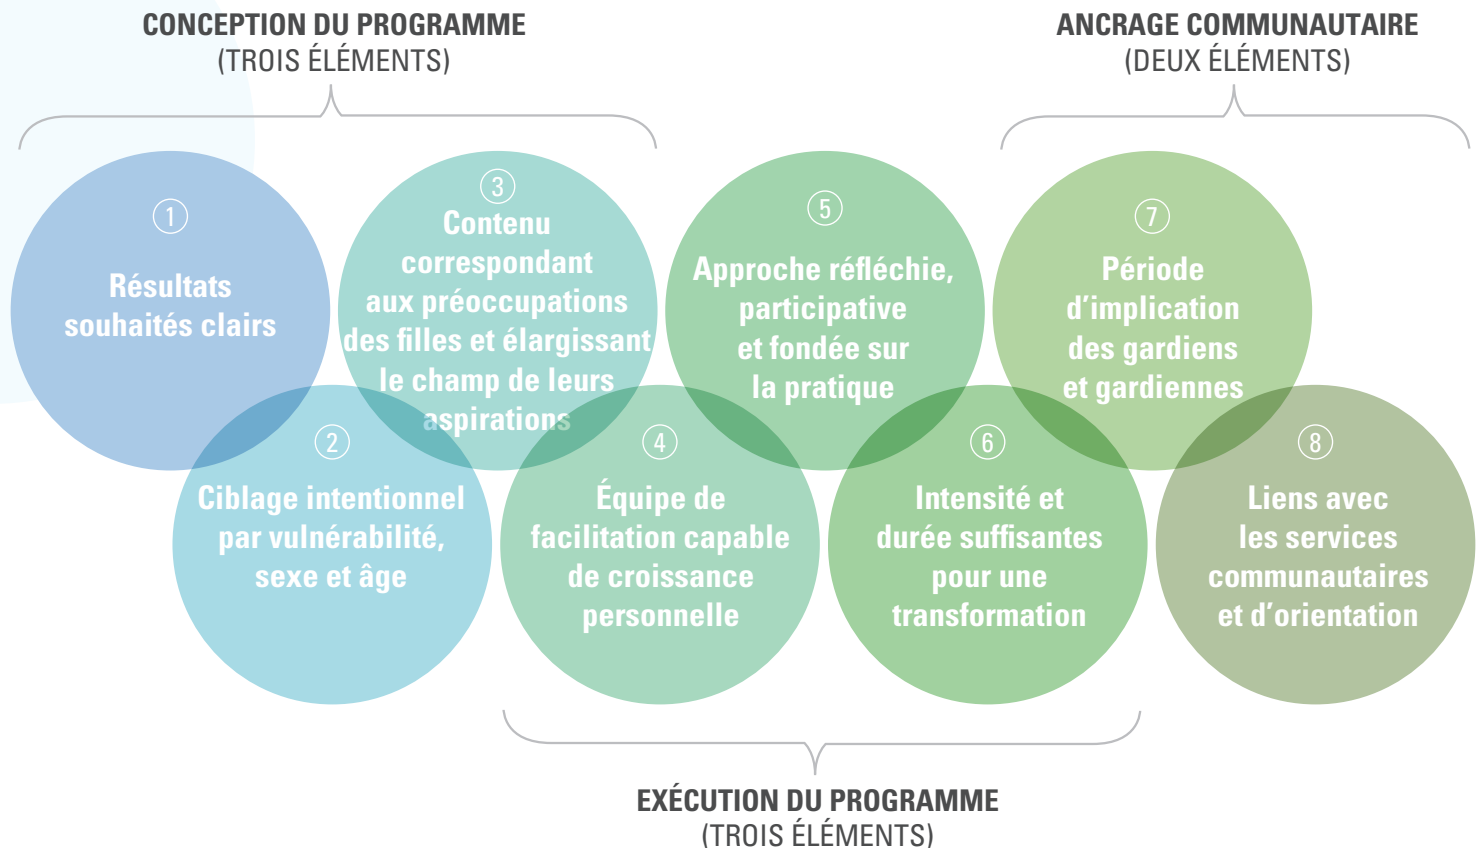 CONCEPTION DU PROGRAMME
(TROIS ÉLÉMENTS)
ANCRAGE COMMUNAUTAIRE
(DEUX ÉLÉMENTS)
1
Résultats
souhaités clairs
2
Ciblage intentionnel
par vulnérabilité,
sexe et âge
3
Contenu
correspondant
aux préoccupations
des filles et élargissant
le champ de leurs
aspirations
4
Équipe de
facilitation capable
de croissance
personnelle
5
Approche réfléchie,
participative
et fondée sur
la pratique
6
Intensité et
durée suffisantes
pour une
transformation
7
Période
d’implication
des gardiens
et gardiennes
8
Liens avec
les services
communautaires
et d’orientation
EXÉCUTION DU PROGRAMME
(TROIS ÉLÉMENTS)